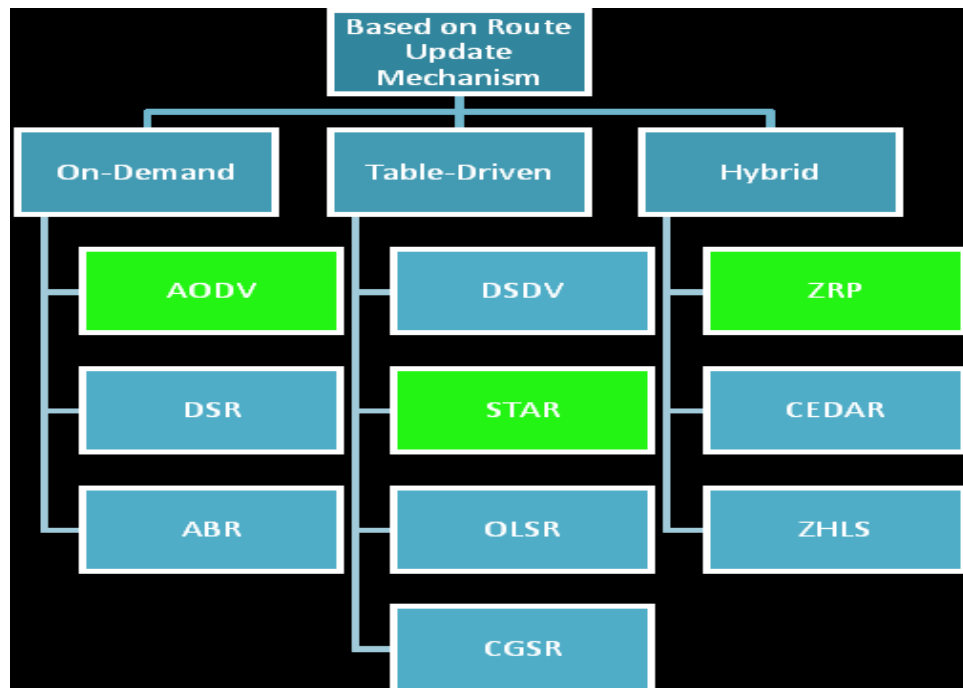 Based on Route
Update
Mechanism
On-Demand
Table-Driven
Hybrid
AODV
DSDV
ZRP
DSR
STAR
CEDAR
ABR
OLSR
ZHLS
CGSR